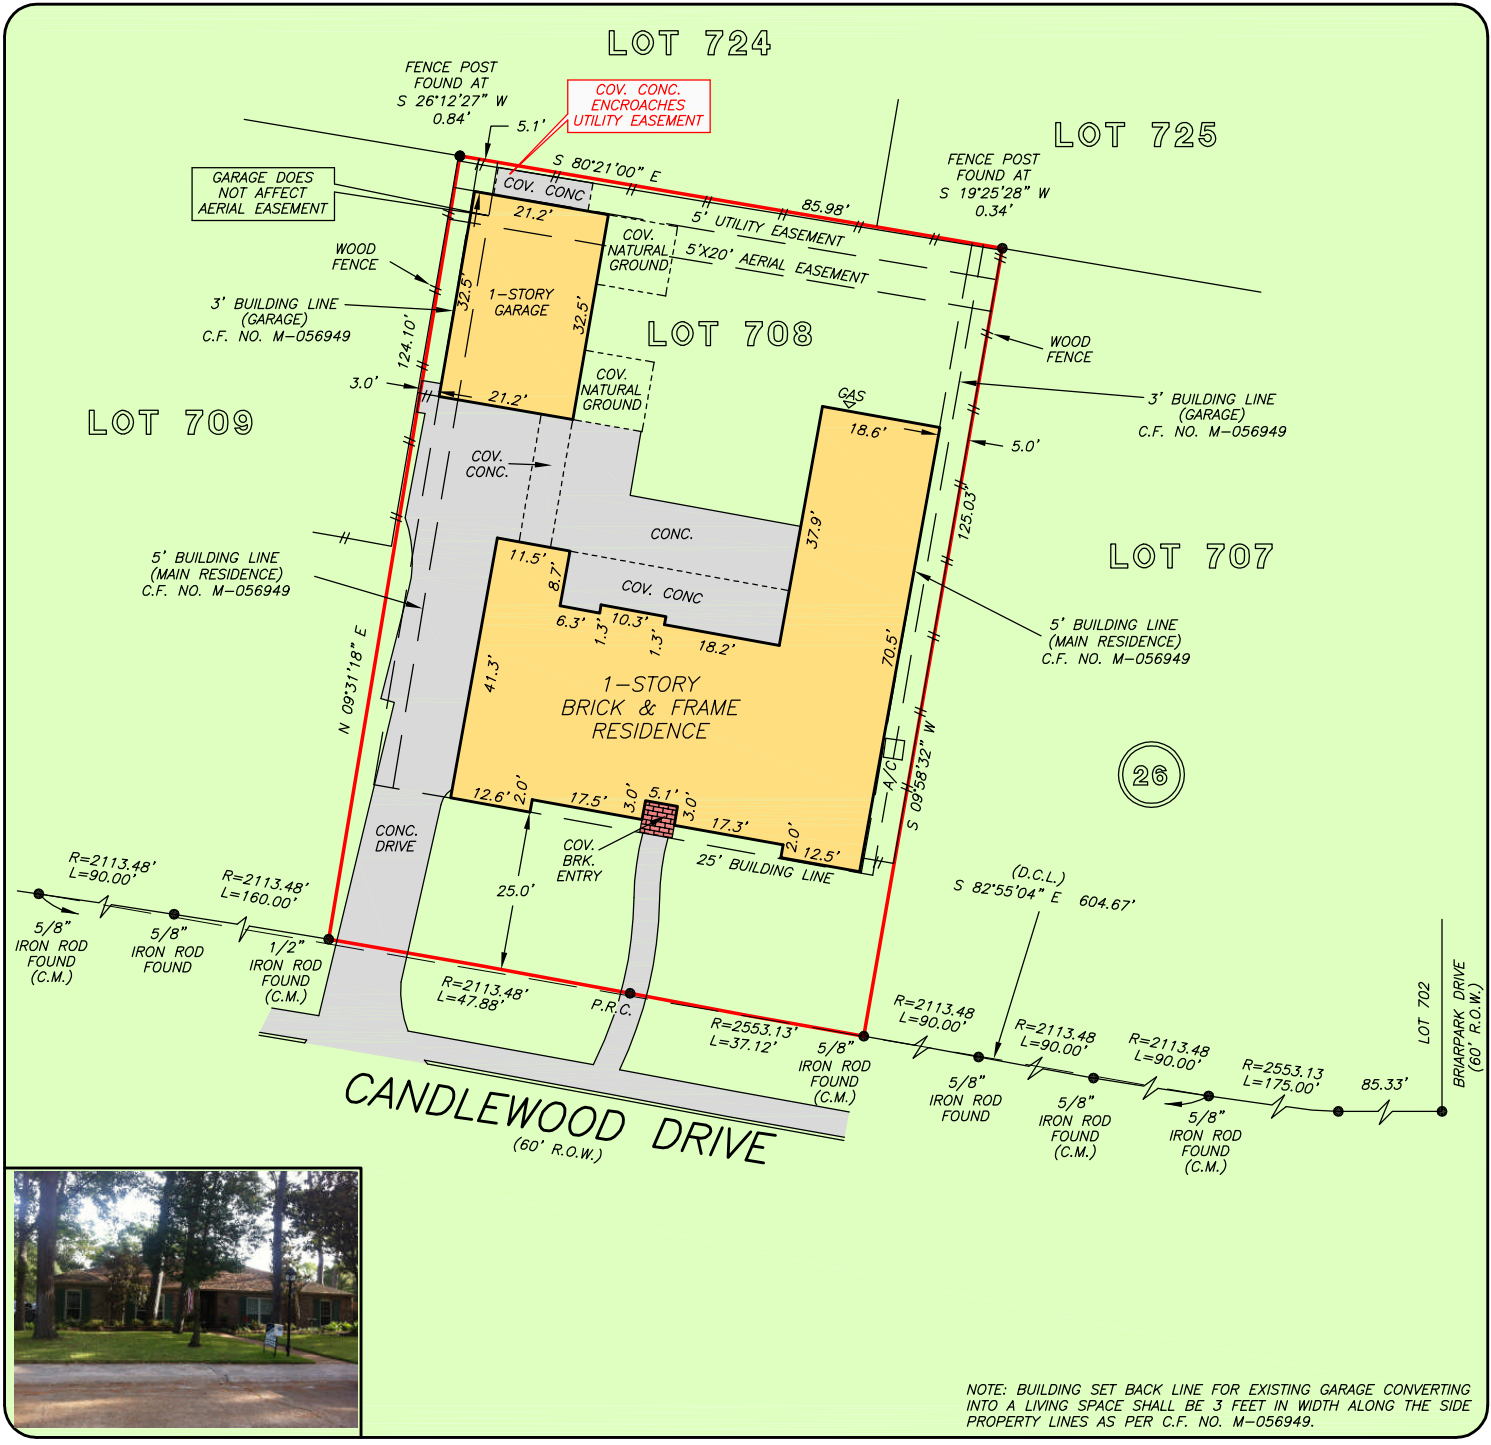 LOT 724
FENCE POST
FOUND AT
S 26°12'27" W
0.84'
COV. CONC.
ENCROACHES
UTILITY EASEMENT
5.1'
LOT 725
S 80°21'00" E
85.98'
FENCE POST
FOUND AT
S 19°25'28" W
0.34'
GARAGE DOES
NOT AFFECT
AERIAL EASEMENT
COV. CONC
21.2'
5' UTILITY EASEMENT
5'X20' AERIAL EASEMENT
COV.
NATURAL
GROUND
WOOD
FENCE
3' BUILDING LINE
(GARAGE)
C.F. NO. M-056949
124.10'
32.5'
1-STORY
GARAGE
32.5'
LOT 708
WOOD
FENCE
3.0'
21.2'
COV.
NATURAL
GROUND
GAS
18.6'
3' BUILDING LINE
(GARAGE)
C.F. NO. M-056949
5.0'
LOT 709
COV.
CONC.
CONC.
37.9'
125.03'
LOT 707
5' BUILDING LINE
(MAIN RESIDENCE)
C.F. NO. M-056949
11.5'
8.7'
COV. CONC
6.3'
1.3'
10.3'
1.3'
18.2'
5' BUILDING LINE
(MAIN RESIDENCE)
C.F. NO. M-056949
N 09°31'18" E
41.3'
1-STORY
BRICK & FRAME
RESIDENCE
70.5'
A/C
S 09°58'32" W
26
12.6'
2.0'
17.5'
3.0'
5.1'
3.0'
17.3'
2.0'
12.5'
CONC.
DRIVE
COV.
BRK.
ENTRY
25' BUILDING LINE
25.0'
R=2113.48'
L=90.00'
R=2113.48'
L=160.00'
5/8"
IRON ROD
FOUND
(C.M.)
5/8"
IRON ROD
FOUND
1/2"
IRON ROD
FOUND
(C.M.)
R=2113.48'
L=47.88'
P.R.C.
R=2553.13'
L=37.12'
5/8"
IRON ROD
FOUND
(C.M.)
(D.C.L.)
S 82°55'04" E 604.67'
R=2113.48
L=90.00'
R=2113.48
L=90.00'
R=2113.48
L=90.00'
R=2553.13
L=175.00'
85.33'
5/8"
IRON ROD
FOUND
5/8"
IRON ROD
FOUND
(C.M.)
5/8"
IRON ROD
FOUND
(C.M.)
LOT 702
BRIARPARK DRIVE
(60' R.O.W.)
CANDLEWOOD DRIVE
(60' R.O.W.)
NOTE: BUILDING SET BACK LINE FOR EXISTING GARAGE CONVERTING
INTO A LIVING SPACE SHALL BE 3 FEET IN WIDTH ALONG THE SIDE
PROPERTY LINES AS PER C.F. NO. M-056949.